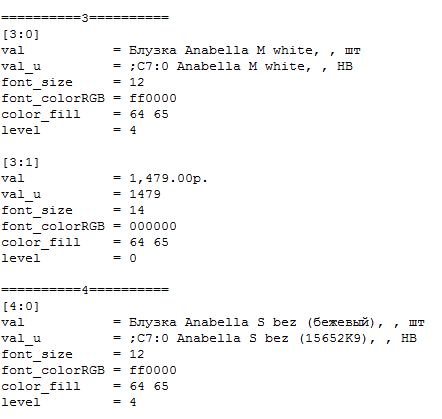 ==========3==========
[3:0]
val           = Блузка Anabella M white, , шт
val_u         = ;C7:0 Anabella M white, , HB
font_size     = 12
font_colorRGB = ff0000
color_fill    = 64 65
level         = 4
[3:1]
val           = 1,479.00р.
val_u         = 1479
font_size     = 14
font_colorRGB = 000000
color_fill    = 64 65
level         = 0
==========4==========
[4:0]
val           = Блузка Anabella S bez (бежевый), , шт
val_u         = ;C7:0 Anabella S bez (15652K9), , HB
font_size     = 12
font_colorRGB = ff0000
color_fill    = 64 65
level         = 4